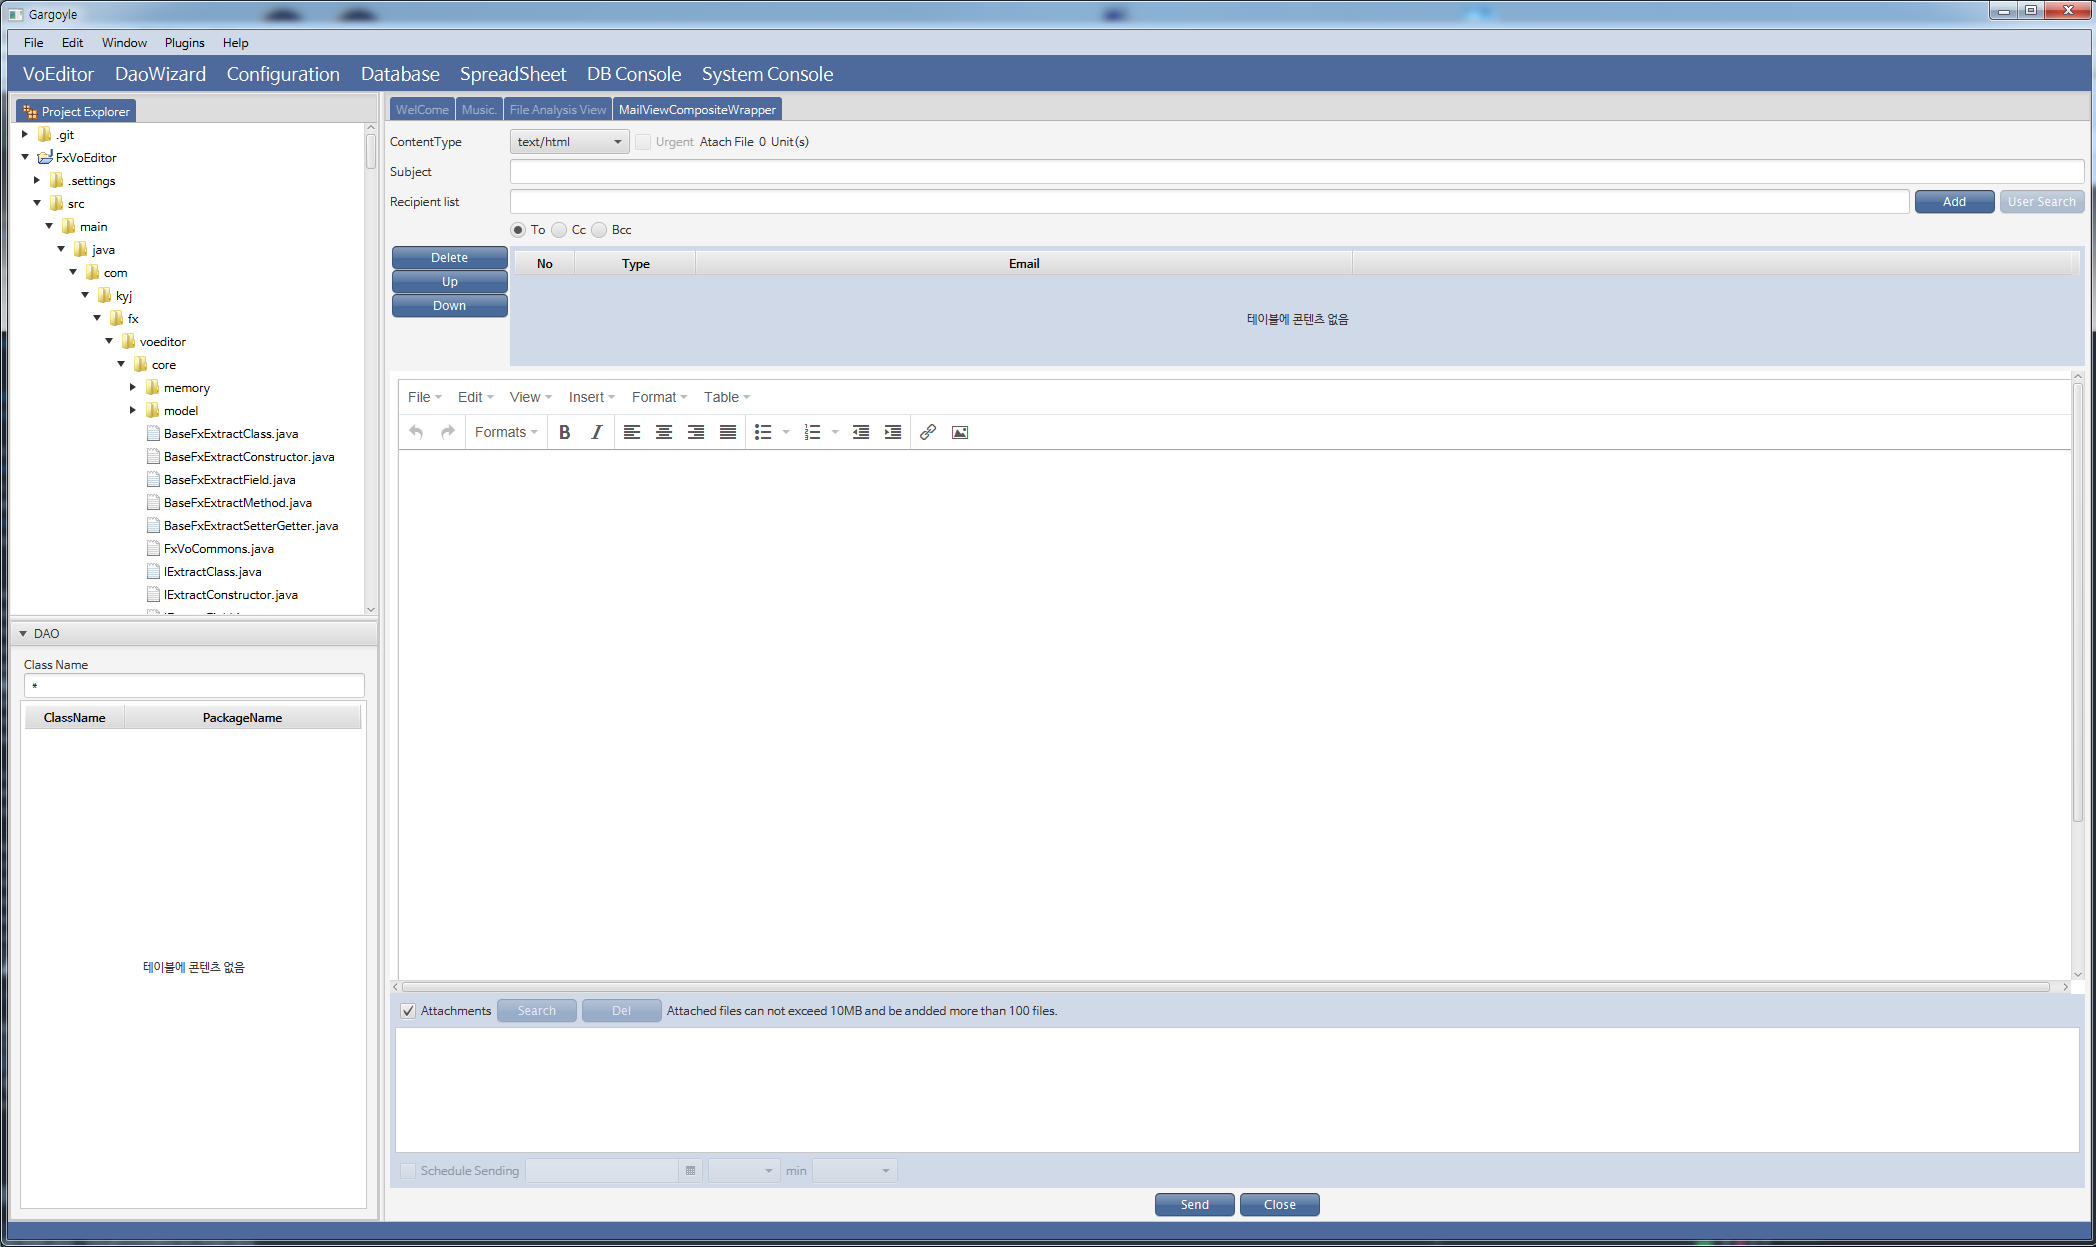 Gargoyle
File Edit Window Plugins Help
VoEditor DaoWizard Configuration Database SpreadSheet DB Console System Console
Project Explorer
.git
FxVoEditor
.settings
src
main
java
com
kyj
fx
voeditor
core
memory
model
BaseFxExtractClass.java
BaseFxExtractConstructor.java
BaseFxExtractField.java
BaseFxExtractMethod.java
BaseFxExtractSetterGetter.java
FxVoCommons.java
IExtractClass.java
IExtractConstructor.java
DAO
Class Name
*
ClassName PackageName
테이블에 콘텐츠 없음
WelCome Music. File Analysis View MailViewCompositeWrapper
ContentType text/html Urgent Atach File 0 Unit(s)
Subject
Recipient list Add User Search
To Cc Bcc
Delete
Up
Down
No Type Email
테이블에 콘텐츠 없음
File Edit View Insert Format Table
Formats B I
Attachments Search Del Attached files can not exceed 10MB and be andded more than 100 files.
Schedule Sending min
Send Close